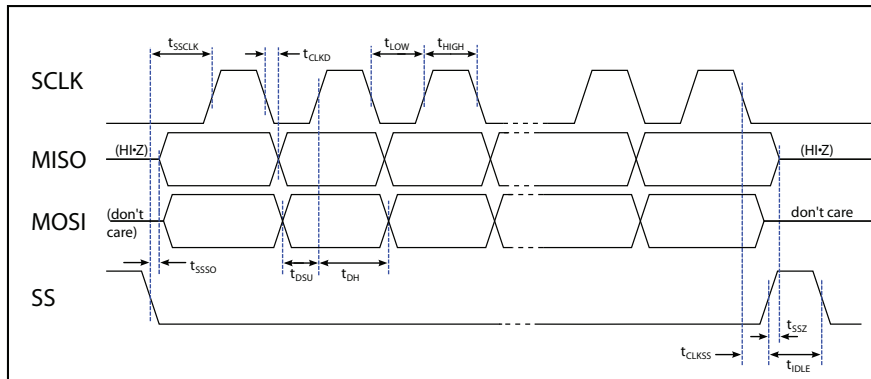 tSSCLK
tCLKD
tLOW
tHIGH
SCLK
MISO
(HI•Z)
(HI•Z)
MOSI
(don't
care)
don't care
tSSSO
tDSU
tDH
SS
tSSZ
tCLKSS
tIDLE